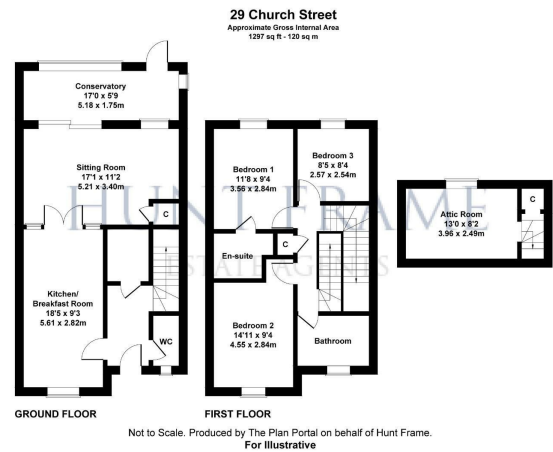 29 Church Street
Approximate Gross Internal Area
1297 sq ft - 120 sq m
Conservatory
17'0 x 5'9
5.18 x 1.75m
Sitting Room
17'1 x 11'2
5.21 x 3.40m
C
Kitchen/
Breakfast Room
18'5 x 9'3
5.61 x 2.82m
WC
GROUND FLOOR
Bedroom 1
11'8 x 9'4
3.56 x 2.84m
Bedroom 3
8'5 x 8'4
2.57 x 2.54m
En-suite
C
Bedroom 2
14'11 x 9'4
4.55 x 2.84m
Bathroom
FIRST FLOOR
C
Attic Room
13'0 x 8'2
3.96 x 2.49m
HUNT FRAME
ESTATE AGENTS
Not to Scale. Produced by The Plan Portal on behalf of Hunt Frame.
For Illustrative